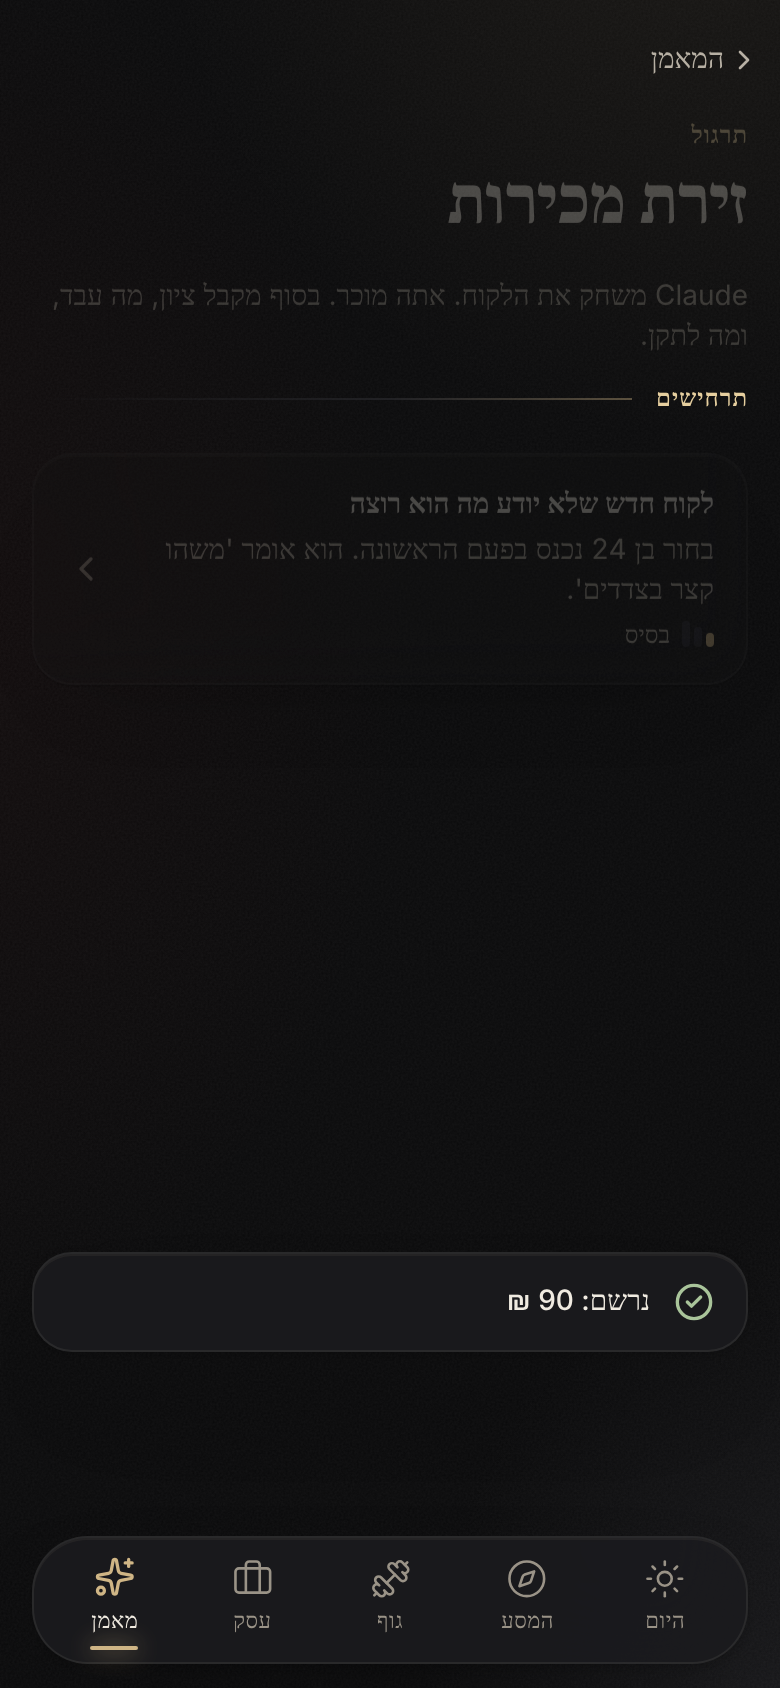 המאמן
תרגול
זירת מכירות
Claude משחק את הלקוח. אתה מוכר. בסוף מקבל ציון, מה עבד,
ומה לתקן.
תרחישים
לקוח חדש שלא יודע מה הוא רוצה
בחור בן 24 נכנס בפעם הראשונה. הוא אומר 'משהו
קצר בצדדים'.
בסיס
נרשם: 90 ₪
היום
המסע
גוף
עסק
מאמן